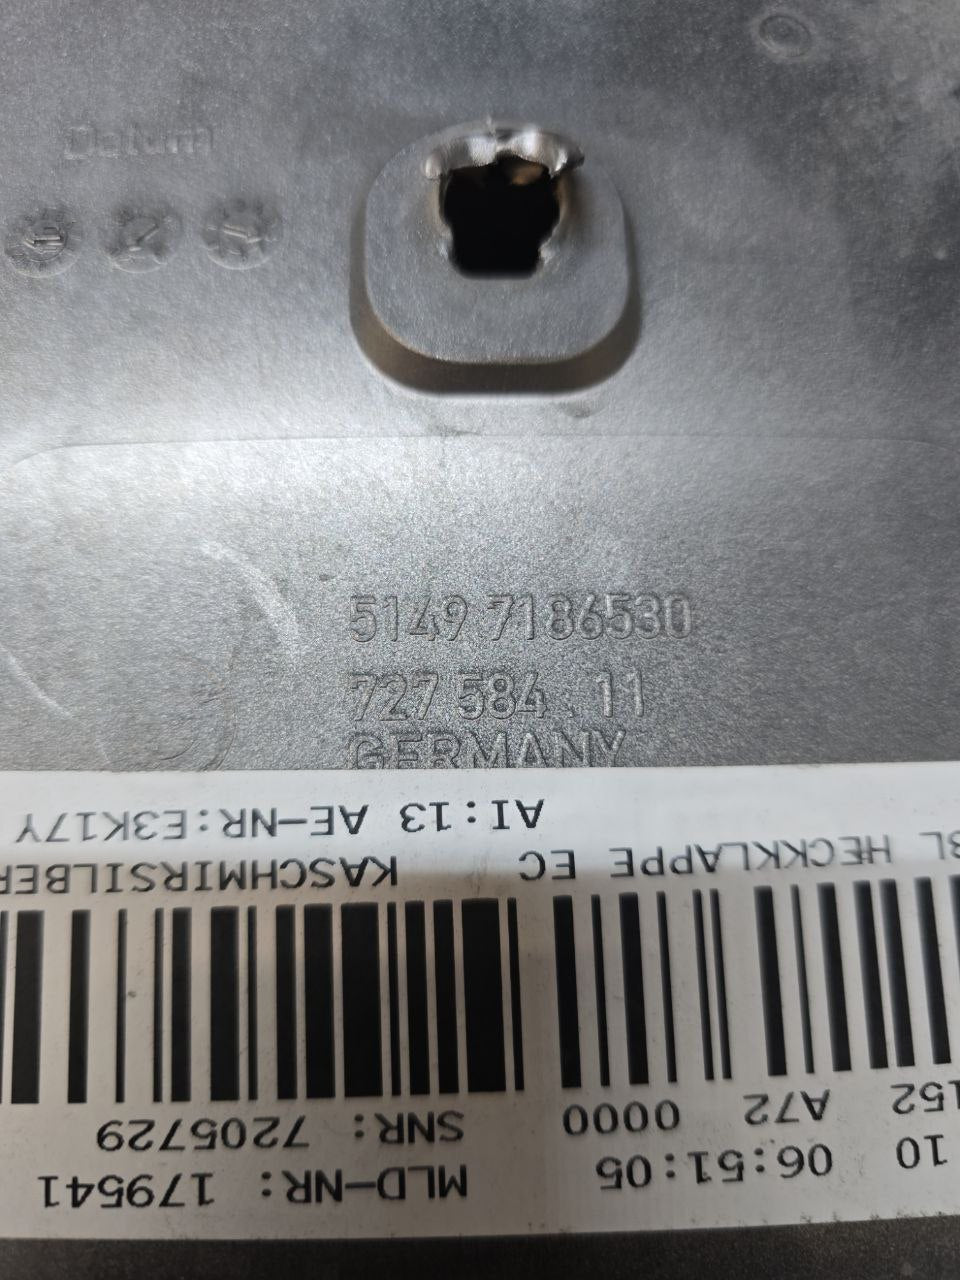 Datum
5149 7186530
727 584 . 11
GERMANY
10 06:51:05 MLD-NR: 179541
152 A72 0000 SNR: 7205729
HECKKLAPPE EC KASCHMIRSILBER
AI:13 AE-NR:E3K17Y